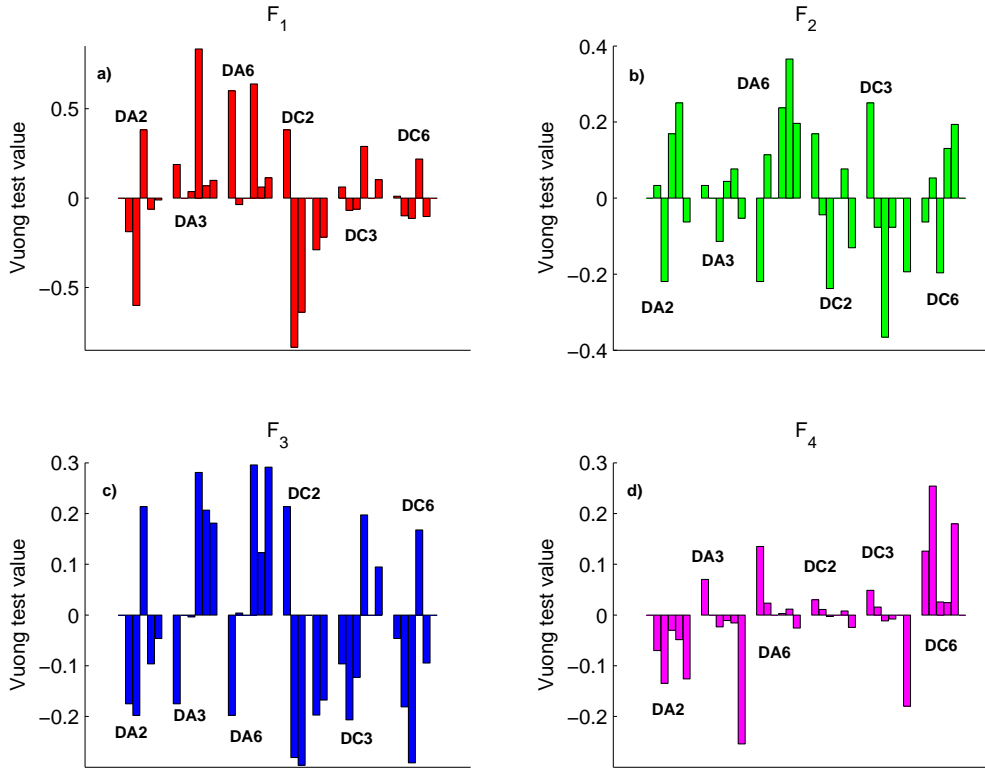 F1
a)
DA2
DA3
DA6
DC2
DC3
DC6
0.5
0
−0.5
Vuong test value
F2
b)
DA2
DA3
DA6
DC2
DC3
DC6
0.4
0.2
0
−0.2
−0.4
Vuong test value
F3
c)
DA2
DA3
DA6
DC2
DC3
DC6
0.3
0.2
0.1
0
−0.1
−0.2
Vuong test value
F4
d)
DA2
DA3
DA6
DC2
DC3
DC6
0.3
0.2
0.1
0
−0.1
−0.2
Vuong test value